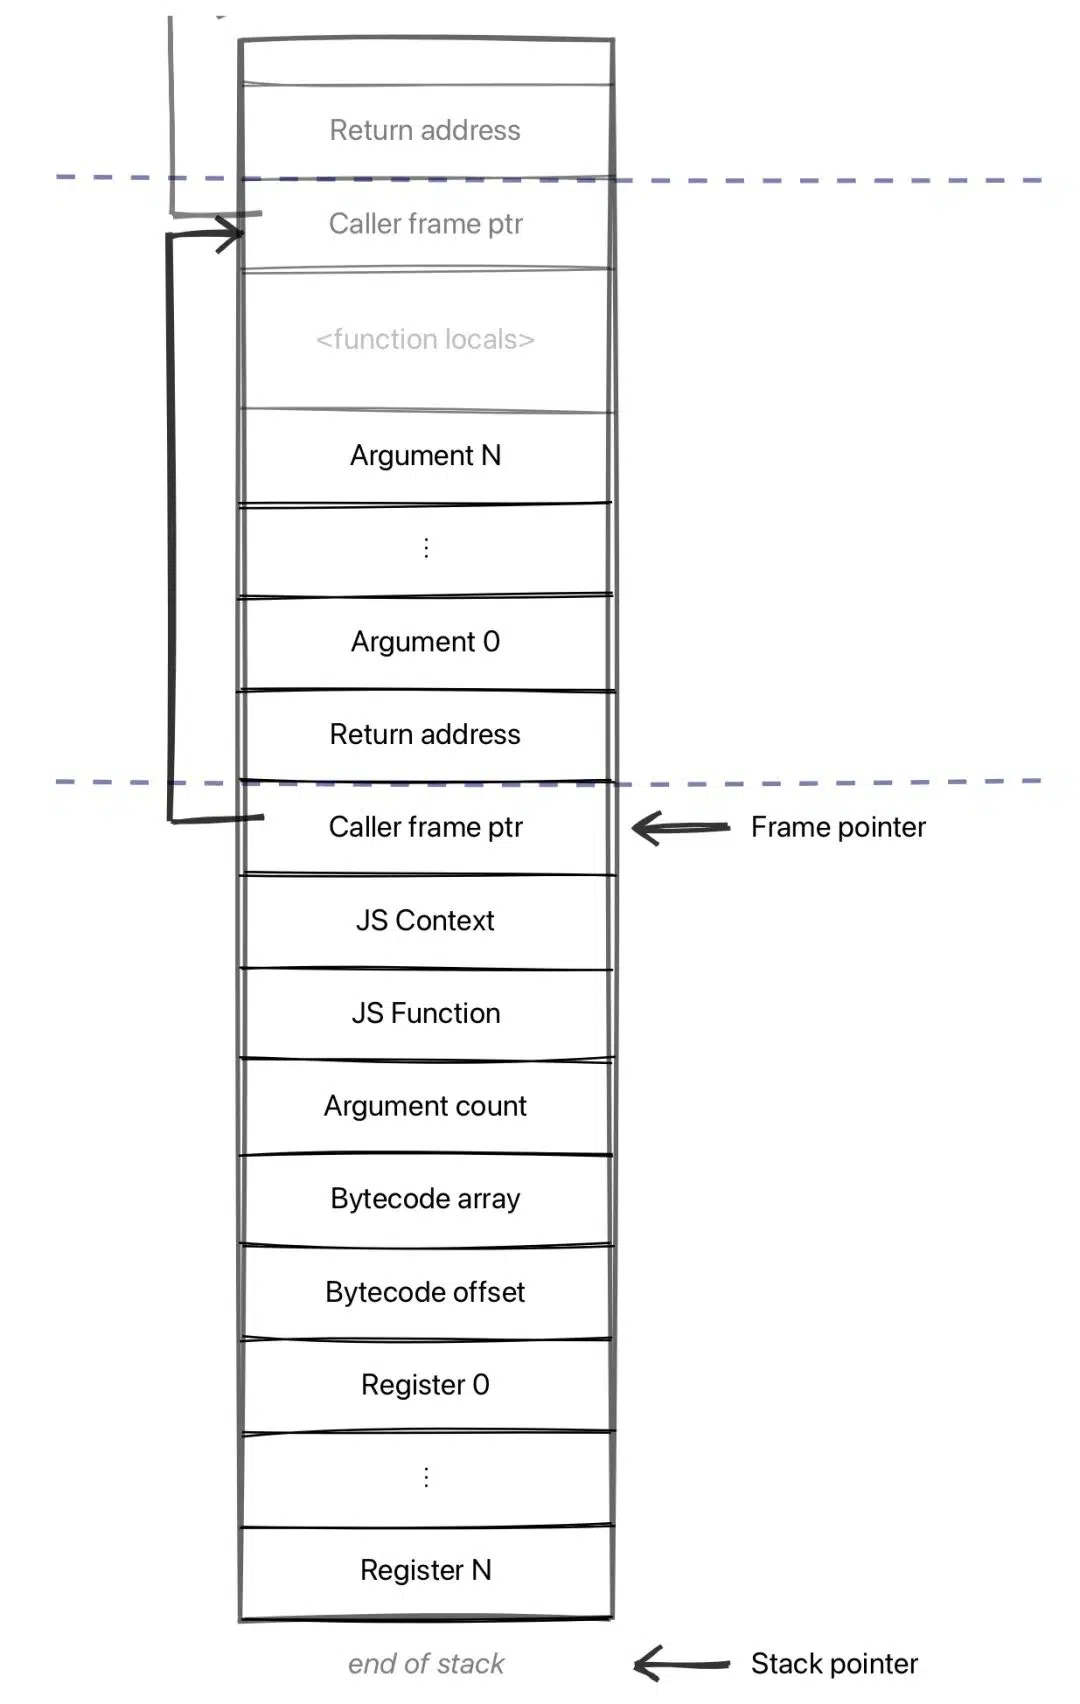 Return address
Caller frame ptr
<function locals>
Argument N
⋮
Argument 0
Return address
Caller frame ptr
Frame pointer
JS Context
JS Function
Argument count
Bytecode array
Bytecode offset
Register 0
⋮
Register N
end of stack
Stack pointer